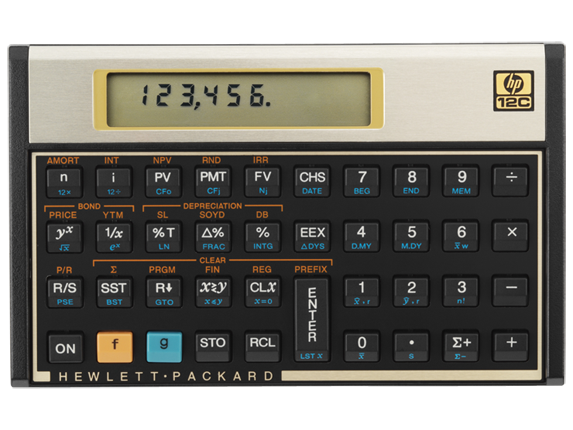 123,456.
hp
12C
AMORT INT NPV RND IRR
n i PV PMT FV CHS 7 8 9 ÷
12× 12÷ CFo CFj Nj DATE BEG END MEM
BOND DEPRECIATION
PRICE YTM SL SOYD DB
yˣ 1/x %T Δ% % EEX 4 5 6 ×
√x eˣ LN FRAC INTG ΔDYS D.MY M.DY x̄w
CLEAR
P/R Σ PRGM FIN REG PREFIX
R/S SST R↓ x≷y CLx ENTER 1 2 3 −
PSE BST GTO x≤y x=0 x̂,r ŷ,r n!
ON f g STO RCL 0 · Σ+ +
LST x x̄ s Σ−
HEWLETT·PACKARD